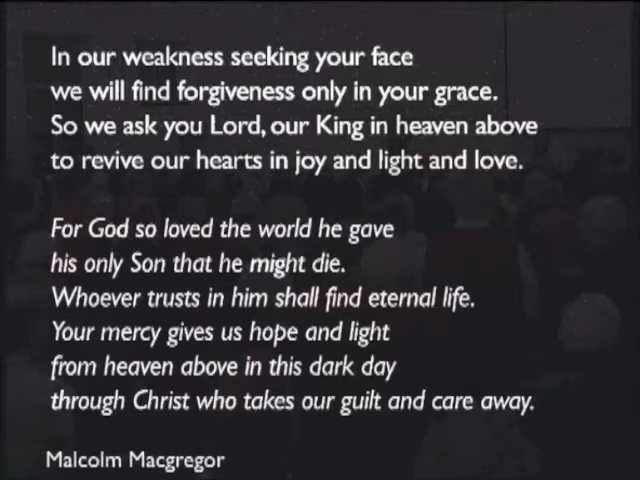 In our weakness seeking your face
we will find forgiveness only in your grace.
So we ask you Lord, our King in heaven above
to revive our hearts in joy and light and love.
For God so loved the world he gave
his only Son that he might die.
Whoever trusts in him shall find eternal life.
Your mercy gives us hope and light
from heaven above in this dark day
through Christ who takes our guilt and care away.
Malcolm Macgregor